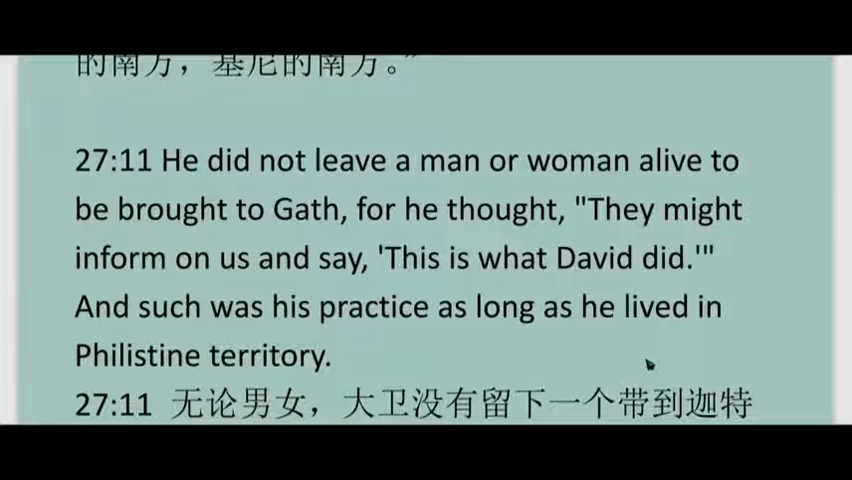 的南方，基尼的南方。”
27:11 He did not leave a man or woman alive to
be brought to Gath, for he thought, "They might
inform on us and say, 'This is what David did.'"
And such was his practice as long as he lived in
Philistine territory.
27:11 无论男女，大卫没有留下一个带到迦特